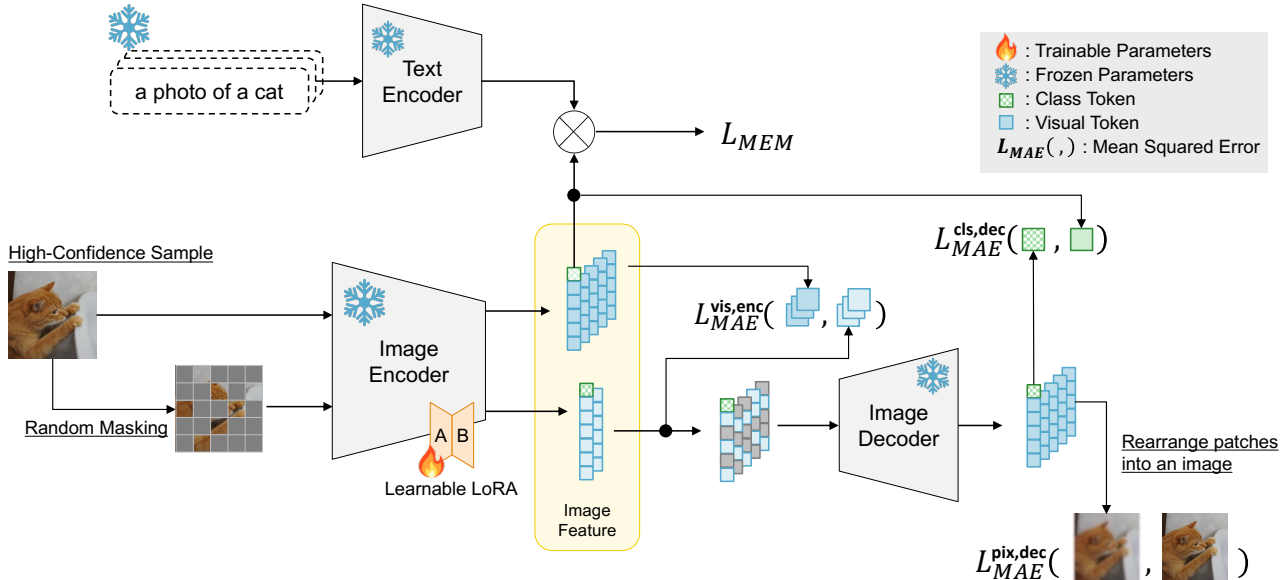 a photo of a cat
Text
Encoder
L_MEM
: Trainable Parameters
: Frozen Parameters
: Class Token
: Visual Token
L_MAE( , ) : Mean Squared Error
High-Confidence Sample
Random Masking
Image
Encoder
A B
Learnable LoRA
Image
Feature
L_MAE^vis,enc( , )
L_MAE^cls,dec( , )
Image
Decoder
Rearrange patches
into an image
L_MAE^pix,dec( , )